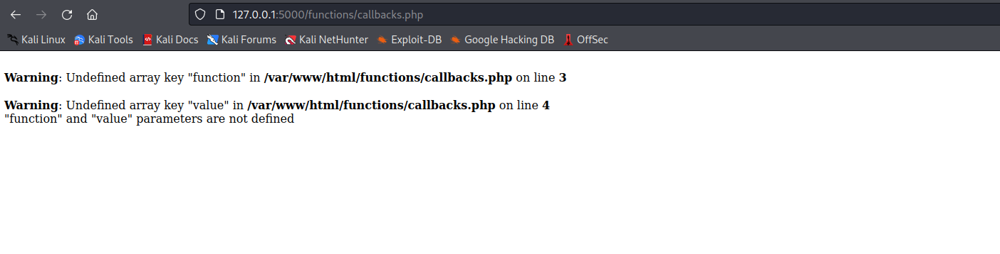 127.0.0.1:5000/functions/callbacks.php
Kali Linux Kali Tools Kali Docs Kali Forums Kali NetHunter Exploit-DB Google Hacking DB OffSec
Warning: Undefined array key "function" in /var/www/html/functions/callbacks.php on line 3
Warning: Undefined array key "value" in /var/www/html/functions/callbacks.php on line 4
"function" and "value" parameters are not defined